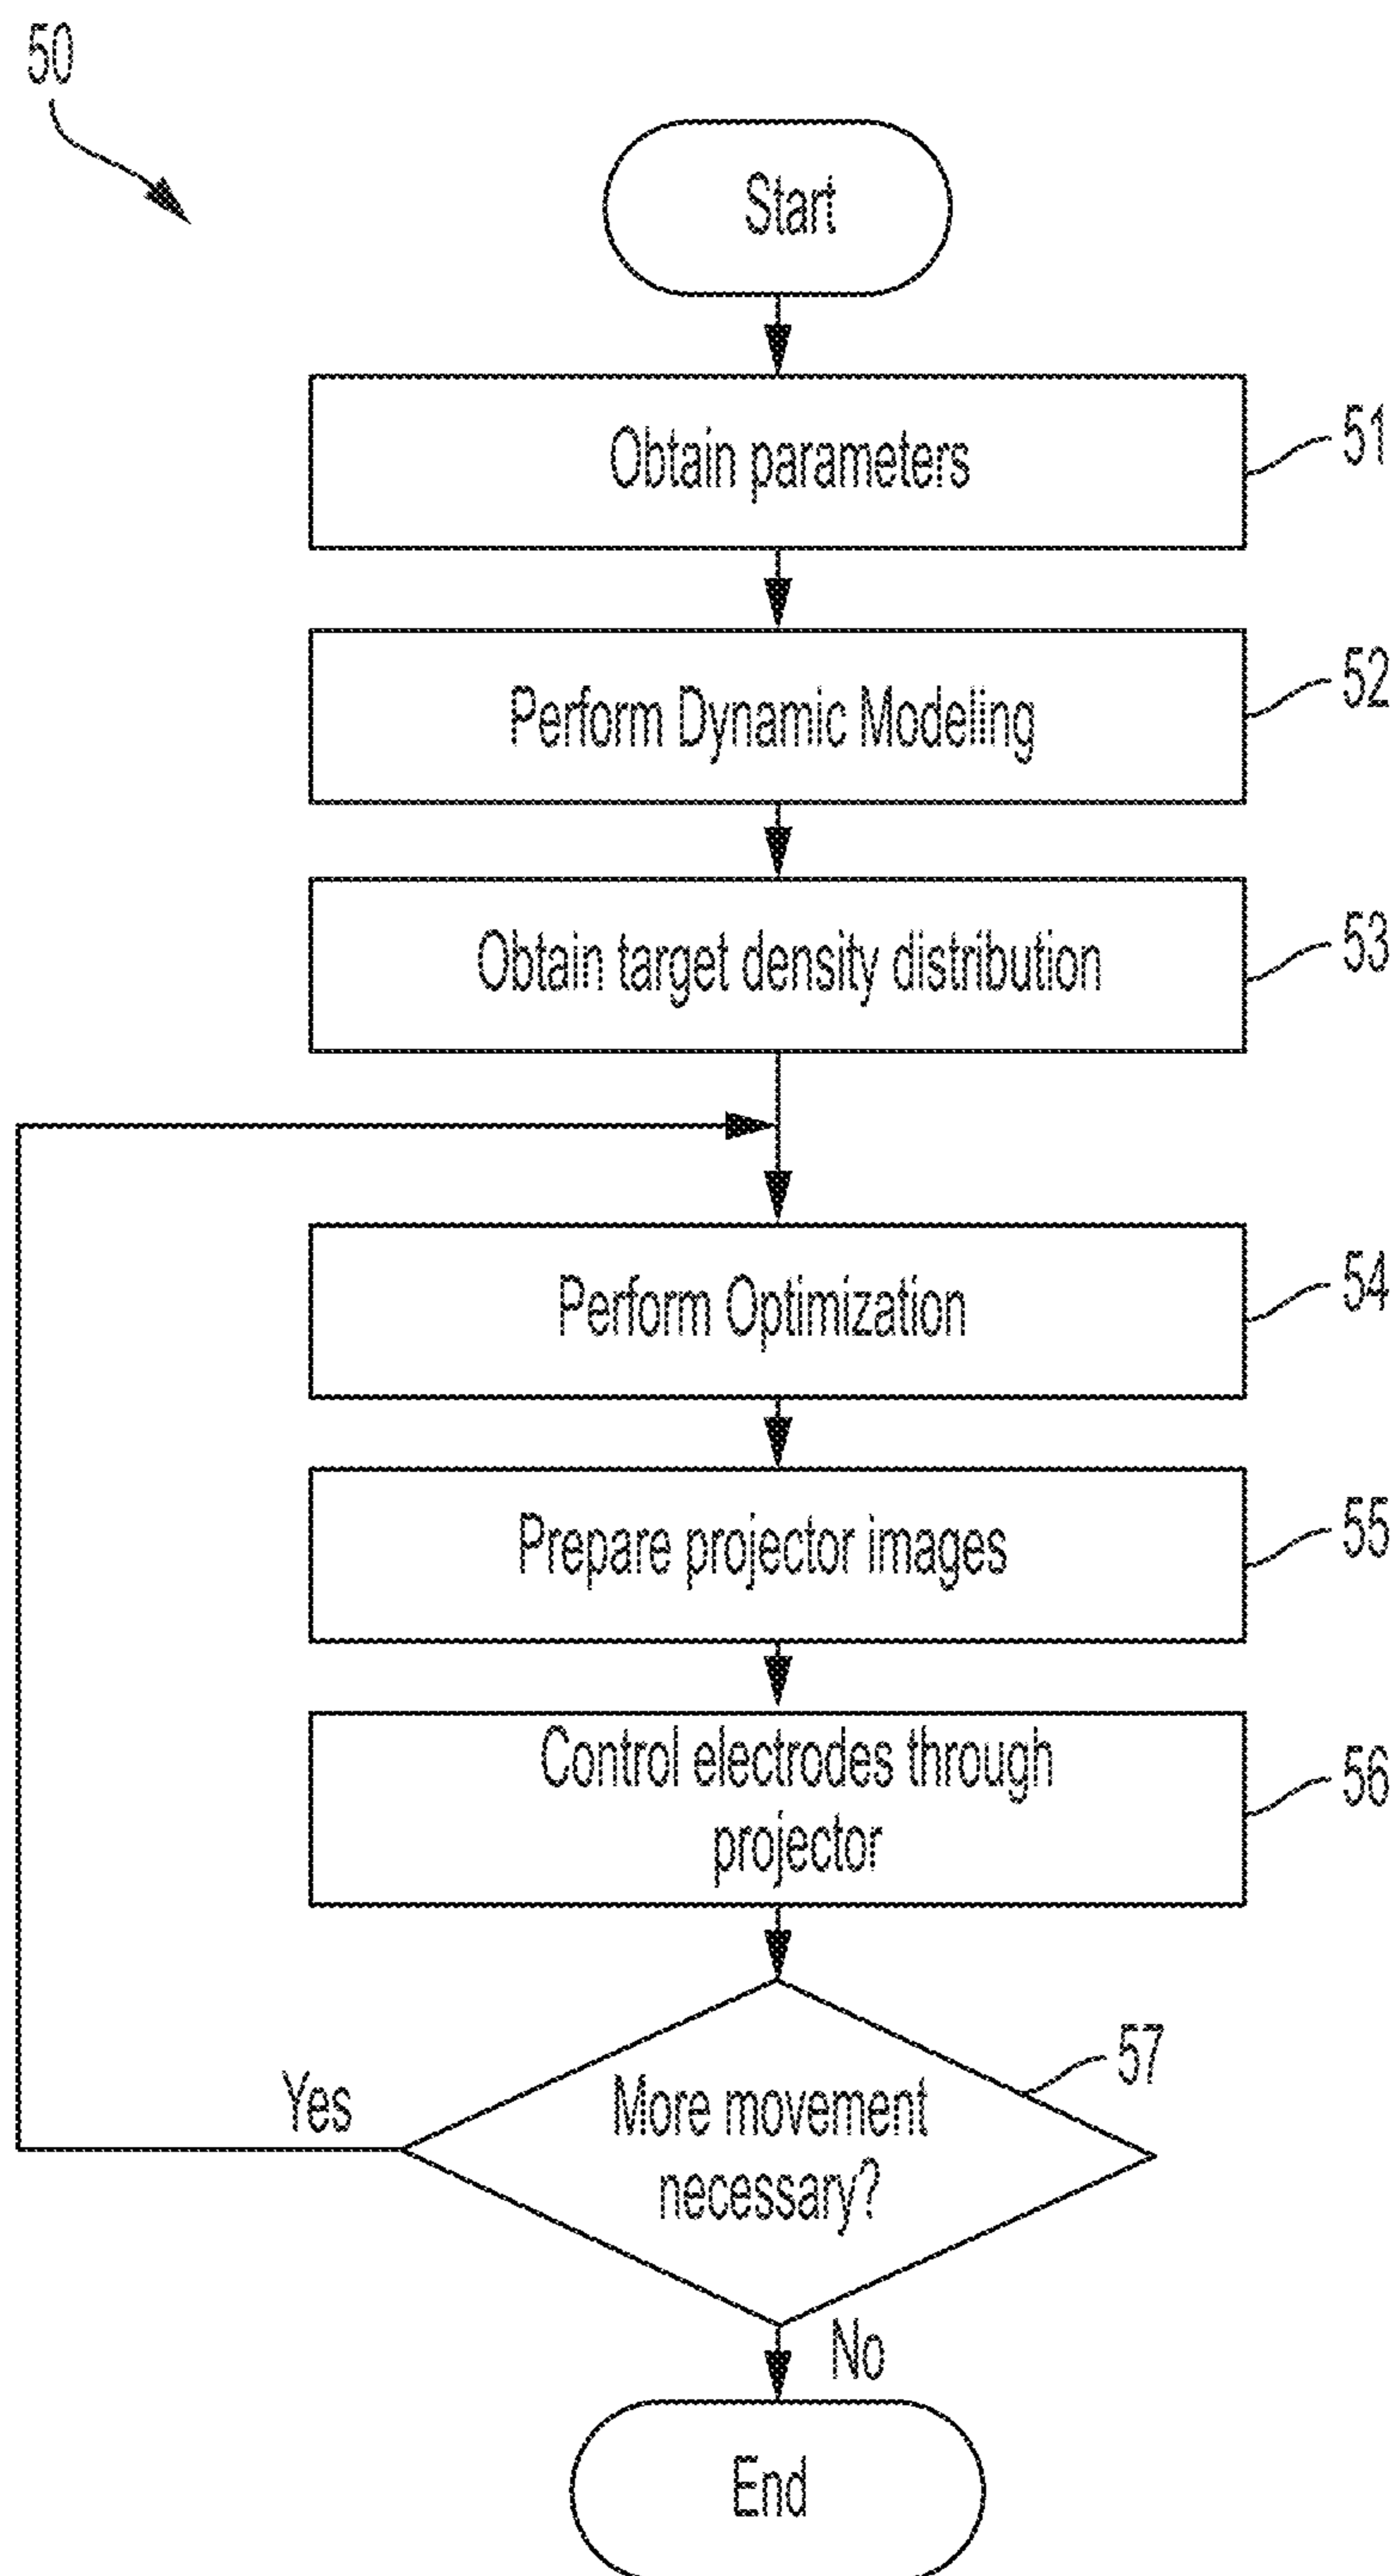 50
Start
Obtain parameters
51
Perform Dynamic Modeling
52
Obtain target density distribution
53
Perform Optimization
54
Prepare projector images
55
Control electrodes through
projector
56
More movement
necessary?
57
Yes
No
End